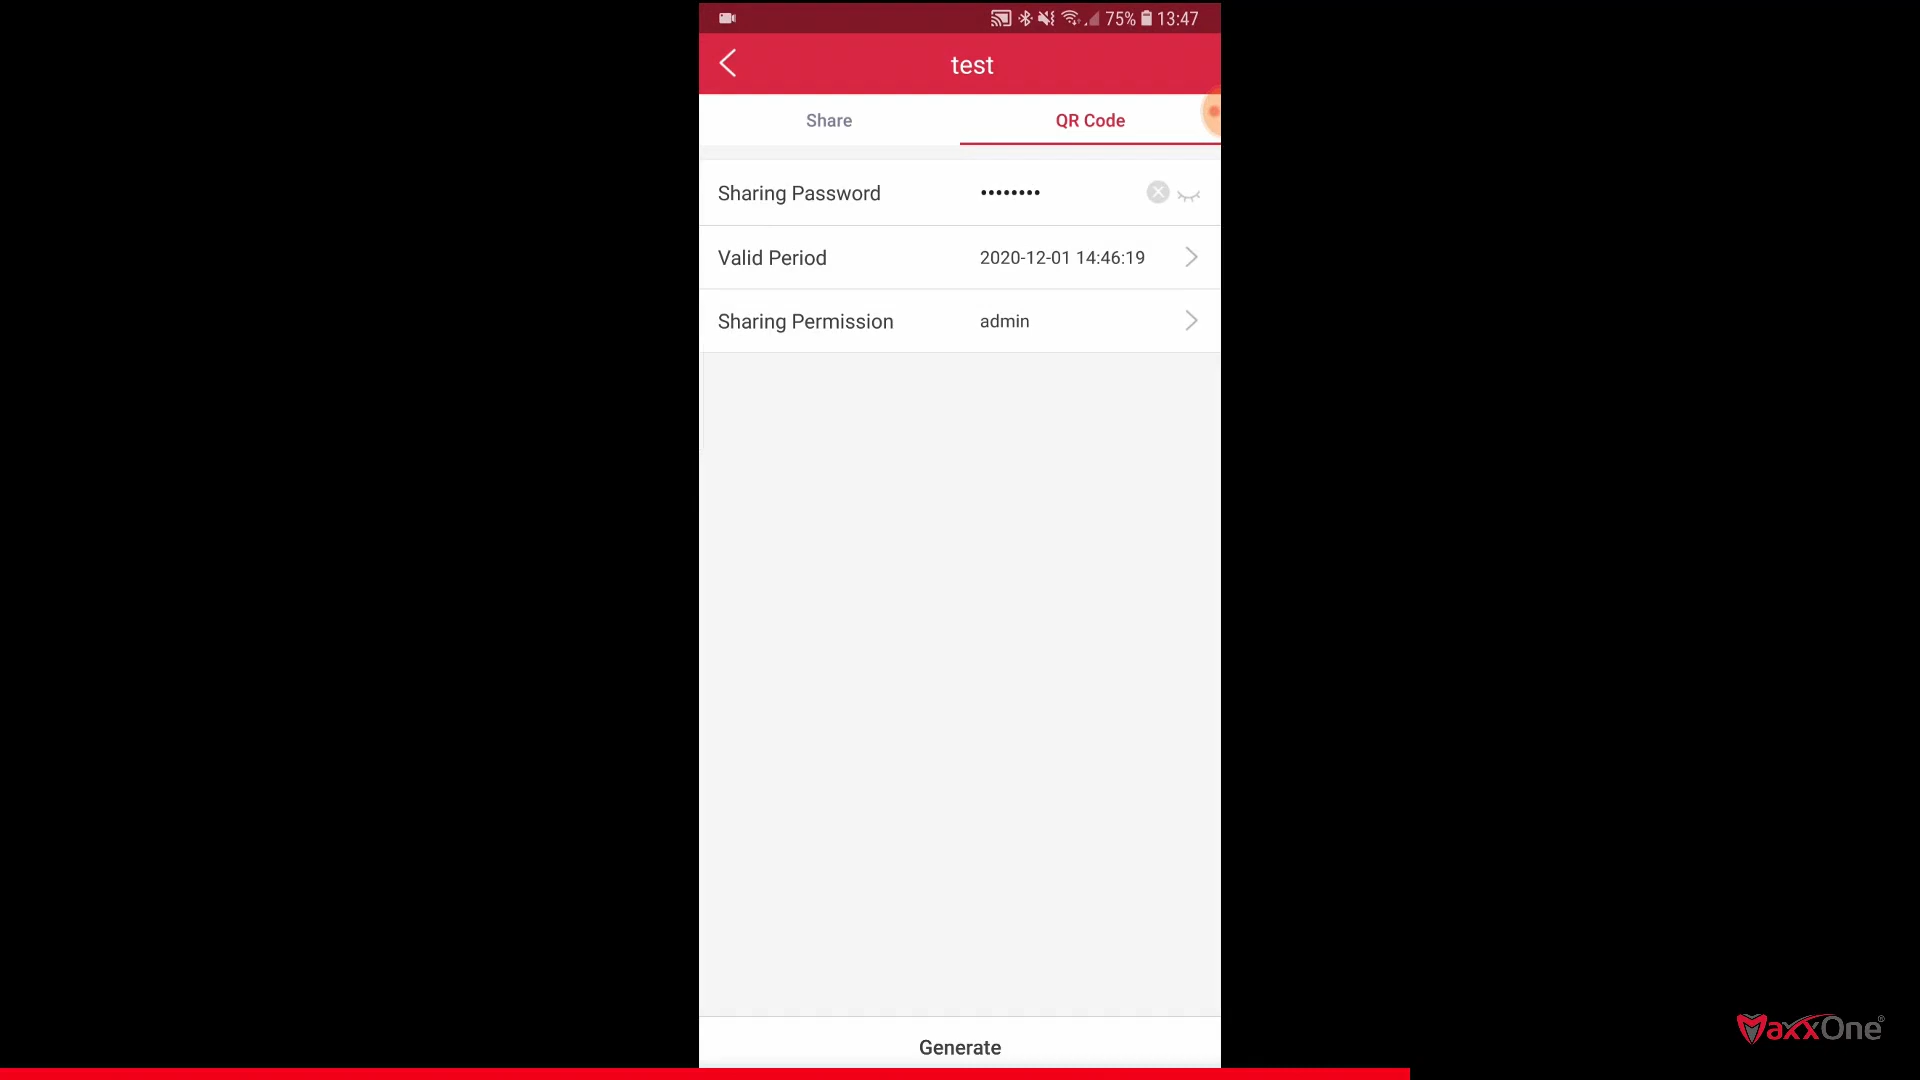 75% 13:47
test
Share QR Code
Sharing Password ••••••••
Valid Period 2020-12-01 14:46:19
Sharing Permission admin
Generate
MaxxOne®